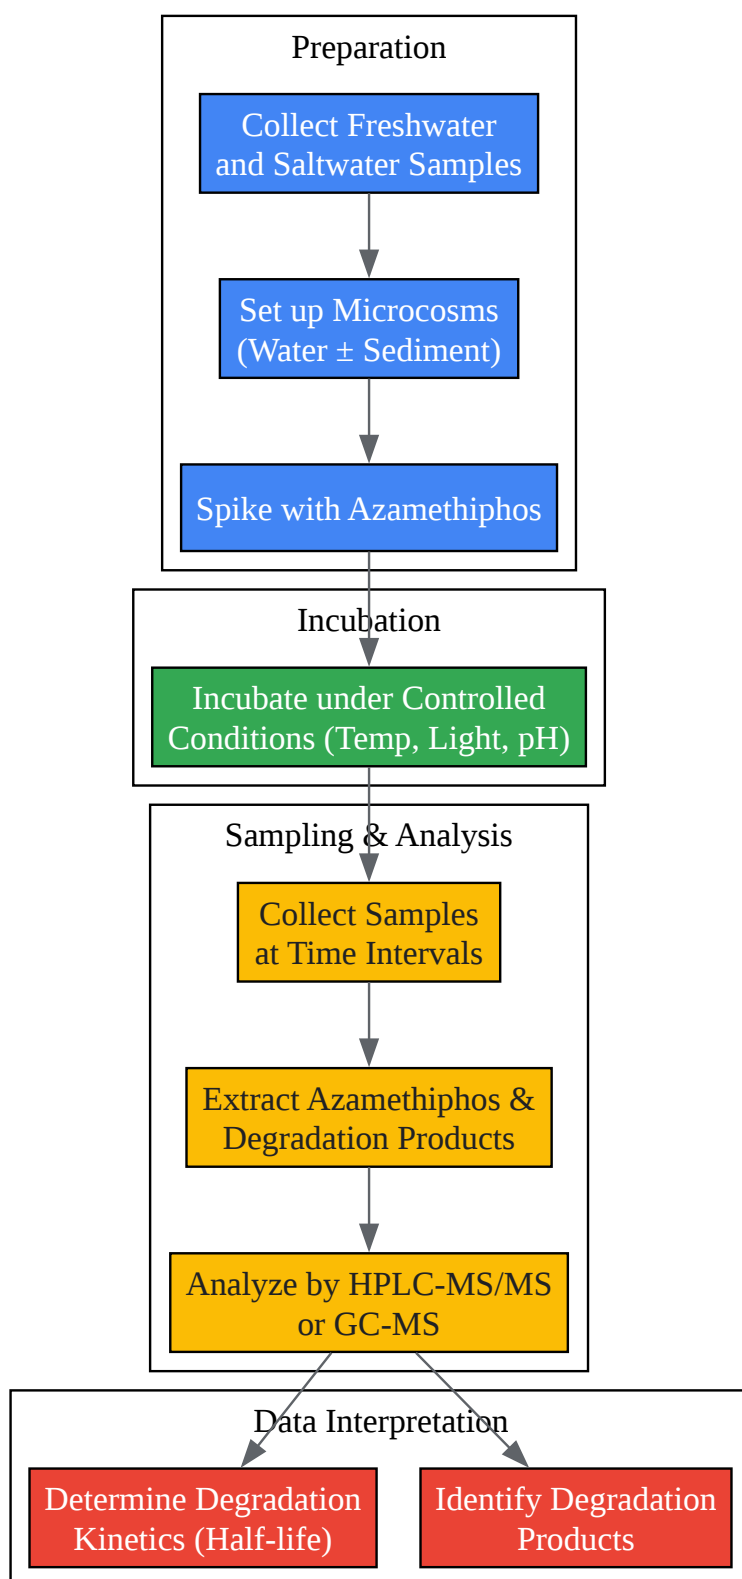 Preparation
Collect Freshwater
and Saltwater Samples
Set up Microcosms
(Water ± Sediment)
Spike with Azamethiphos
Incubation
Incubate under Controlled
Conditions (Temp, Light, pH)
Sampling & Analysis
Collect Samples
at Time Intervals
Extract Azamethiphos &
Degradation Products
Analyze by HPLC-MS/MS
or GC-MS
Data Interpretation
Determine Degradation
Kinetics (Half-life)
Identify Degradation
Products